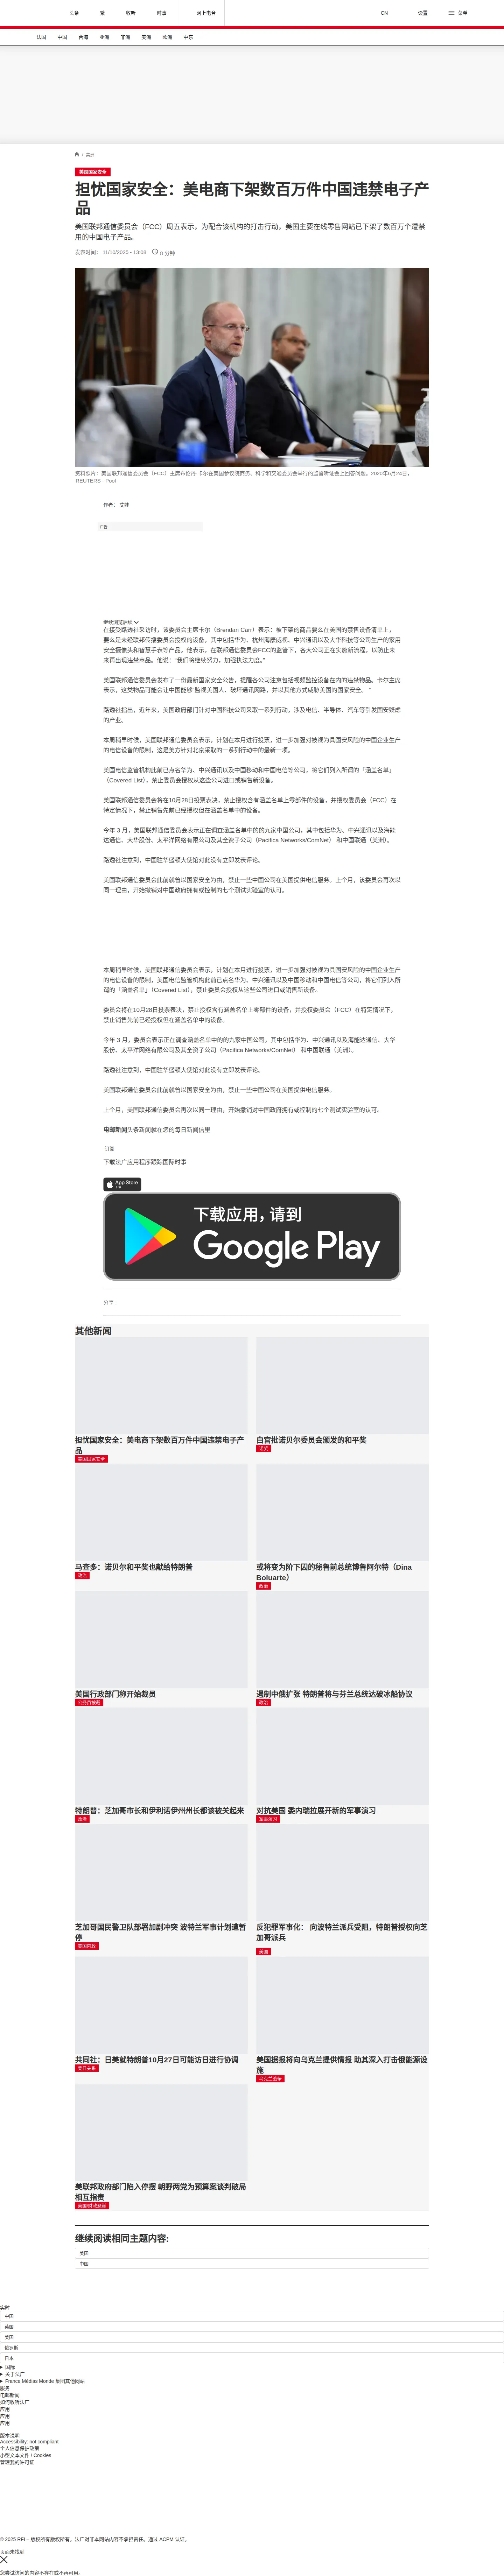 头条
繁
收听
时事
网上电台
CN
设置
菜单
法国
中国
台海
亚洲
非洲
美洲
欧洲
中东
/ 美洲
美国国家安全
担忧国家安全：美电商下架数百万件中国违禁电子产
品
美国联邦通信委员会（FCC）周五表示，为配合该机构的打击行动，美国主要在线零售网站已下架了数百万个遭禁
用的中国电子产品。
发表时间： 11/10/2025 - 13:08
6 分钟
资料照片：美国联邦通信委员会（FCC）主席布伦丹·卡尔在美国参议院商务、科学和交通委员会举行的监督听证会上回答问题。2020年6月24日，
REUTERS - Pool
作者： 艾娃
广告
继续浏览后续
在接受路透社采访时，该委员会主席卡尔（Brendan Carr）表示：被下架的商品要么在美国的禁售设备清单上，
要么是未经联邦传播委员会授权的设备，其中包括华为、杭州海康威视、中兴通讯以及大华科技等公司生产的家用
安全摄像头和智慧手表等产品。他表示，在联邦通信委员会FCC的监管下，各大公司正在实施新流程，以防止未
来再出现违禁商品。他说：“我们将继续努力，加强执法力度。”
美国联邦通信委员会发布了一份最新国家安全公告，提醒各公司注意包括视频监控设备在内的违禁物品。卡尔主席
表示，这类物品可能会让中国能够“监视美国人、破坏通讯网路，并以其他方式威胁美国的国家安全。 ”
路透社指出，近年来，美国政府部门针对中国科技公司采取一系列行动，涉及电信、半导体、汽车等引发国安疑虑
的产业。
本周稍早时候，美国联邦通信委员会表示，计划在本月进行投票，进一步加强对被视为具国安风险的中国企业生产
的电信设备的限制，这是美方针对北京采取的一系列行动中的最新一项。
美国电信监管机构此前已点名华为、中兴通讯以及中国移动和中国电信等公司，将它们列入所谓的「涵盖名单」
（Covered List），禁止委员会授权从这些公司进口或销售新设备。
美国联邦通信委员会将在10月28日投票表决，禁止授权含有涵盖名单上零部件的设备，并授权委员会（FCC）在
特定情况下，禁止销售先前已经授权但在涵盖名单中的设备。
今年 3 月，美国联邦通信委员会表示正在调查涵盖名单中的的九家中国公司，其中包括华为、中兴通讯以及海能
达通信、大华股份、太平洋网络有限公司及其全资子公司（Pacifica Networks/ComNet） 和中国联通（美洲）。
路透社注意到，中国驻华盛顿大使馆对此没有立即发表评论。
美国联邦通信委员会此前就曾以国家安全为由，禁止一些中国公司在美国提供电信服务。上个月，该委员会再次以
同一理由，开始撤销对中国政府拥有或控制的七个测试实验室的认可。
本周稍早时候，美国联邦通信委员会表示，计划在本月进行投票，进一步加强对被视为具国安风险的中国企业生产
的电信设备的限制，美国电信监管机构此前已点名华为、中兴通讯以及中国移动和中国电信等公司，将它们列入所
谓的「涵盖名单」（Covered List），禁止委员会授权从这些公司进口或销售新设备。
委员会将在10月28日投票表决，禁止授权含有涵盖名单上零部件的设备，并授权委员会（FCC）在特定情况下，
禁止销售先前已经授权但在涵盖名单中的设备。
今年 3 月，委员会表示正在调查涵盖名单中的的九家中国公司，其中包括华为、中兴通讯以及海能达通信、大华
股份、太平洋网络有限公司及其全资子公司（Pacifica Networks/ComNet） 和中国联通（美洲）。
路透社注意到，中国驻华盛顿大使馆对此没有立即发表评论。
美国联邦通信委员会此前就曾以国家安全为由，禁止一些中国公司在美国提供电信服务。
上个月，美国联邦通信委员会再次以同一理由，开始撤销对中国政府拥有或控制的七个测试实验室的认可。
电邮新闻头条新闻就在您的每日新闻信里
订阅
下载法广应用程序跟踪国际时事
App Store
下载
下载应用，请到
Google Play
分享 :
其他新闻
担忧国家安全：美电商下架数百万件中国违禁电子产
品
美国国家安全
白宫批诺贝尔委员会颁发的和平奖
诺奖
马查多：诺贝尔和平奖也献给特朗普
政治
或将变为阶下囚的秘鲁前总统博鲁阿尔特（Dina
Boluarte）
政治
美国行政部门称开始裁员
公务员被裁
遏制中俄扩张 特朗普将与芬兰总统达破冰船协议
政治
特朗普：芝加哥市长和伊利诺伊州州长都该被关起来
政治
对抗美国 委内瑞拉展开新的军事演习
军事演习
芝加哥国民警卫队部署加剧冲突 波特兰军事计划遭暂
停
美国内政
反犯罪军事化： 向波特兰派兵受阻，特朗普授权向芝
加哥派兵
美国
共同社：日美就特朗普10月27日可能访日进行协调
美日关系
美国据报将向乌克兰提供情报 助其深入打击俄能源设
施
乌克兰战争
美联邦政府部门陷入停摆 朝野两党为预算案谈判破局
相互指责
美国/财政悬崖
继续阅读相同主题内容:
美国
中国
实时
中国
英国
美国
俄罗斯
日本
国际
关于法广
France Médias Monde 集团其他网站
服务
电邮新闻
如何收听法广
应用
应用
应用
版本说明
Accessibility: not compliant
个人信息保护政策
小型文本文件 / Cookies
管理我的许可证
© 2025 RFI – 版权所有版权所有。法广对非本网站内容不承担责任。通过 ACPM 认证。
页面未找到
您尝试访问的内容不存在或不再可用。